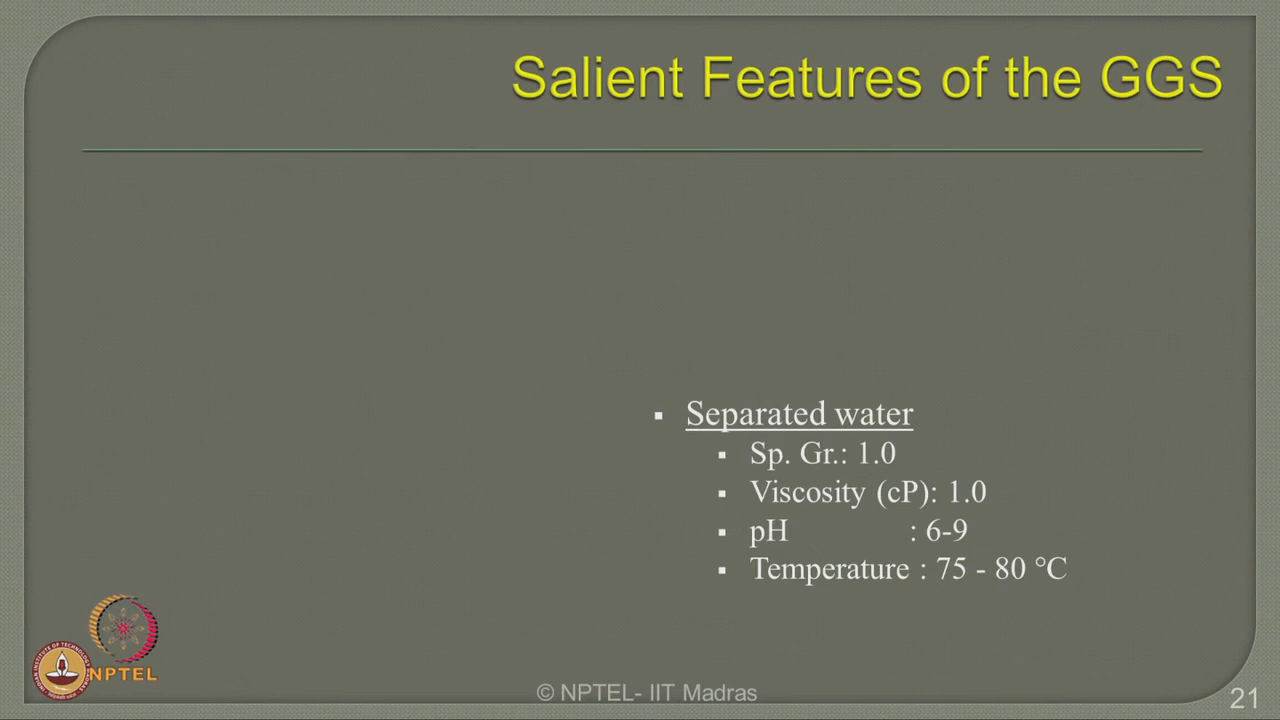 Salient Features of the GGS
▪ Separated water
▪ Sp. Gr.: 1.0
▪ Viscosity (cP): 1.0
▪ pH : 6-9
▪ Temperature : 75 - 80 °C
NPTEL
© NPTEL- IIT Madras
21